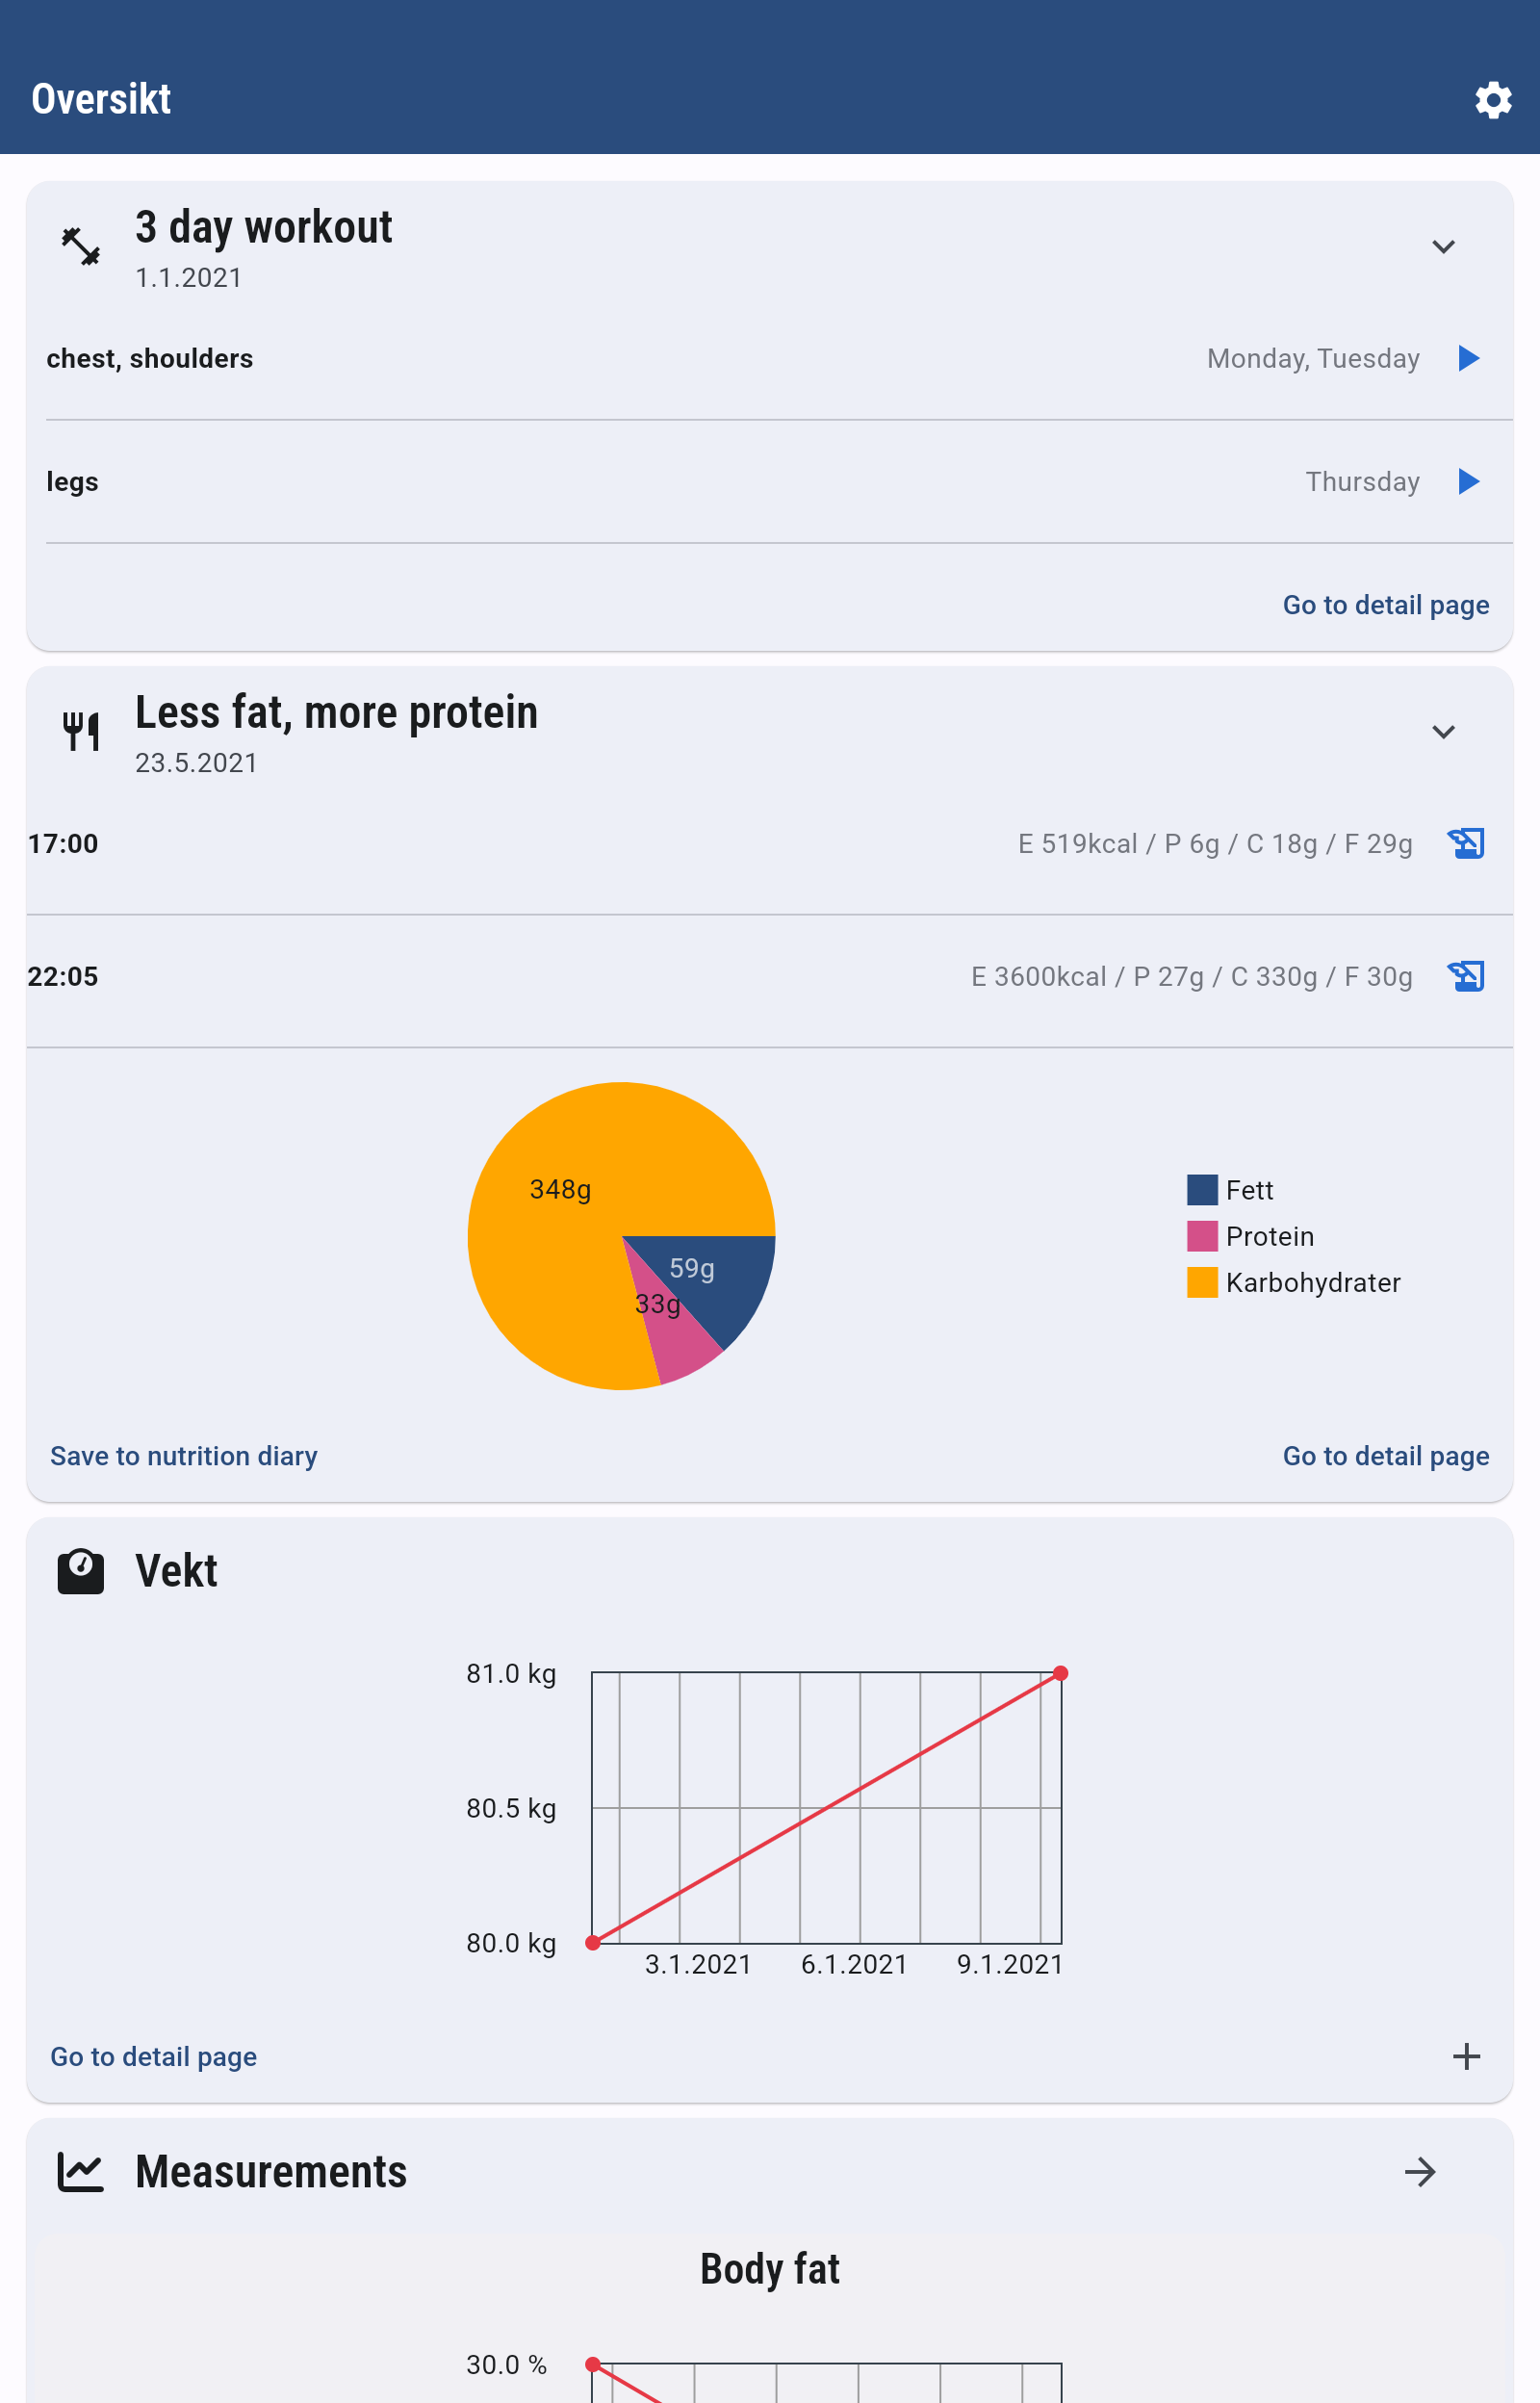 Oversikt
3 day workout
1.1.2021
chest, shoulders Monday, Tuesday
legs Thursday
Go to detail page
Less fat, more protein
23.5.2021
17:00 E 519kcal / P 6g / C 18g / F 29g
22:05 E 3600kcal / P 27g / C 330g / F 30g
348g
59g
33g
Fett
Protein
Karbohydrater
Save to nutrition diary Go to detail page
Vekt
81.0 kg
80.5 kg
80.0 kg
3.1.2021 6.1.2021 9.1.2021
Go to detail page
Measurements
Body fat
30.0 %